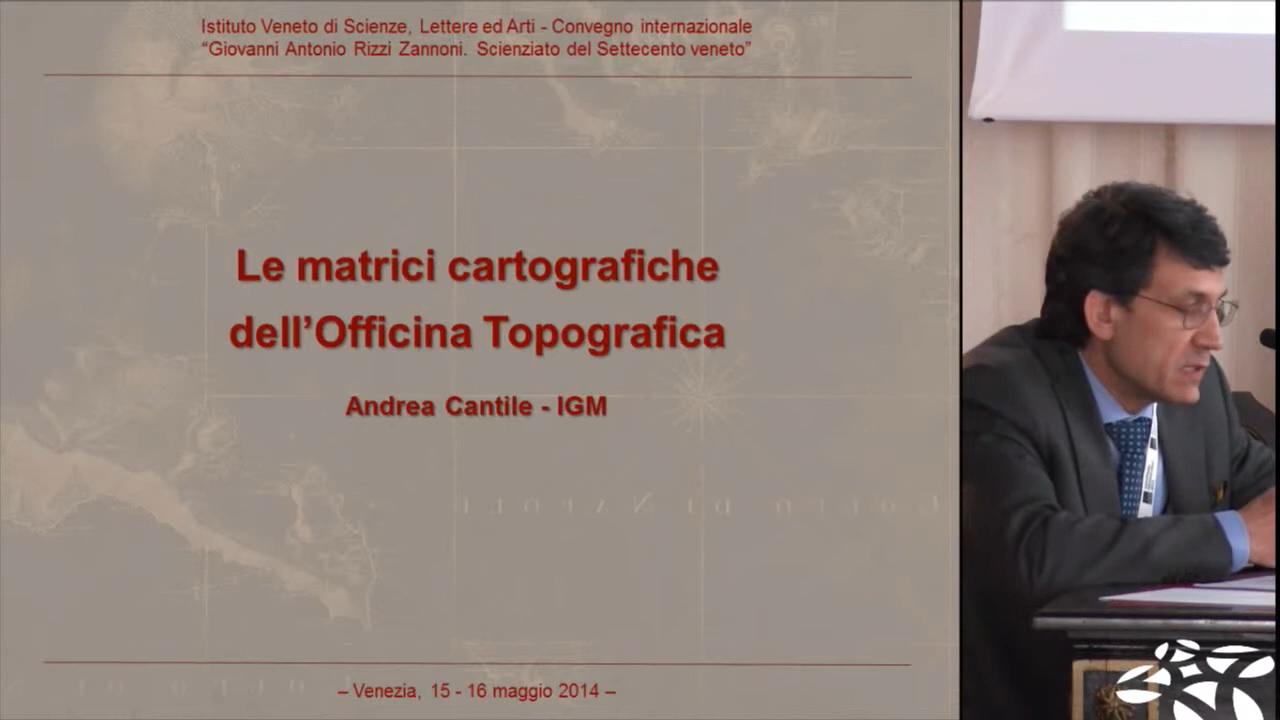 Istituto Veneto di Scienze, Lettere ed Arti - Convegno internazionale
“Giovanni Antonio Rizzi Zannoni. Scienziato del Settecento veneto”
Le matrici cartografiche
dell’Officina Topografica
Andrea Cantile - IGM
– Venezia, 15 - 16 maggio 2014 –